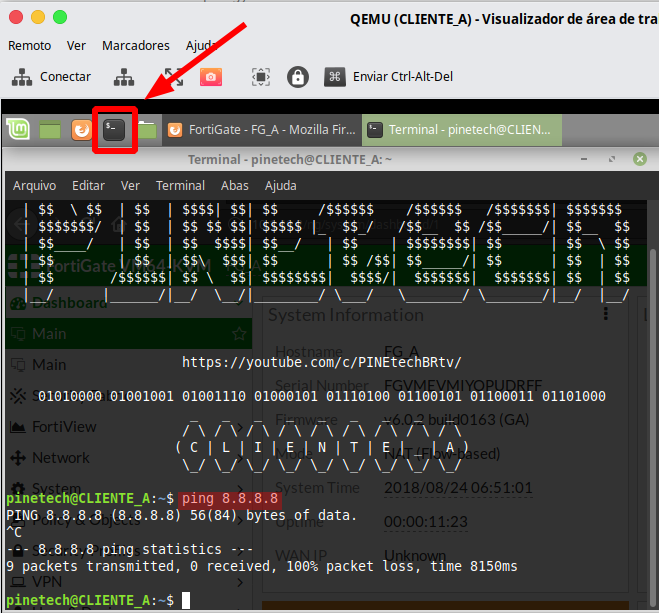 QEMU (CLIENTE_A) - Visualizador de área de tra
Remoto Ver Marcadores Ajuda
Conectar Enviar Ctrl-Alt-Del
FortiGate - FG_A - Mozilla Fir... Terminal - pinetech@CLIEN...
Terminal - pinetech@CLIENTE_A: ~
Arquivo Editar Ver Terminal Abas Ajuda
FortiGate VM64-KVM
Dashboard
System Information
Main
Hostname FG_A
https://youtube.com/c/PINEtechBRtv/
Main
Serial Number FGVMEVMIYOPUDREF
01010000 01001001 01001110 01000101 01110100 01100101 01100011 01101000
Firmware v6.0.2 build0163 (GA)
FortiView
( C | L | I | E | N | T | E | _ | A )
Mode NAT (Flow-based)
Network
System Time 2018/08/24 06:51:01
System
pinetech@CLIENTE_A:~$ ping 8.8.8.8
PING 8.8.8.8 (8.8.8.8) 56(84) bytes of data.
Policy & Objects
Uptime 00:00:11:23
^C
--- 8.8.8.8 ping statistics ---
WAN IP Unknown
9 packets transmitted, 0 received, 100% packet loss, time 8150ms
VPN
pinetech@CLIENTE_A:~$